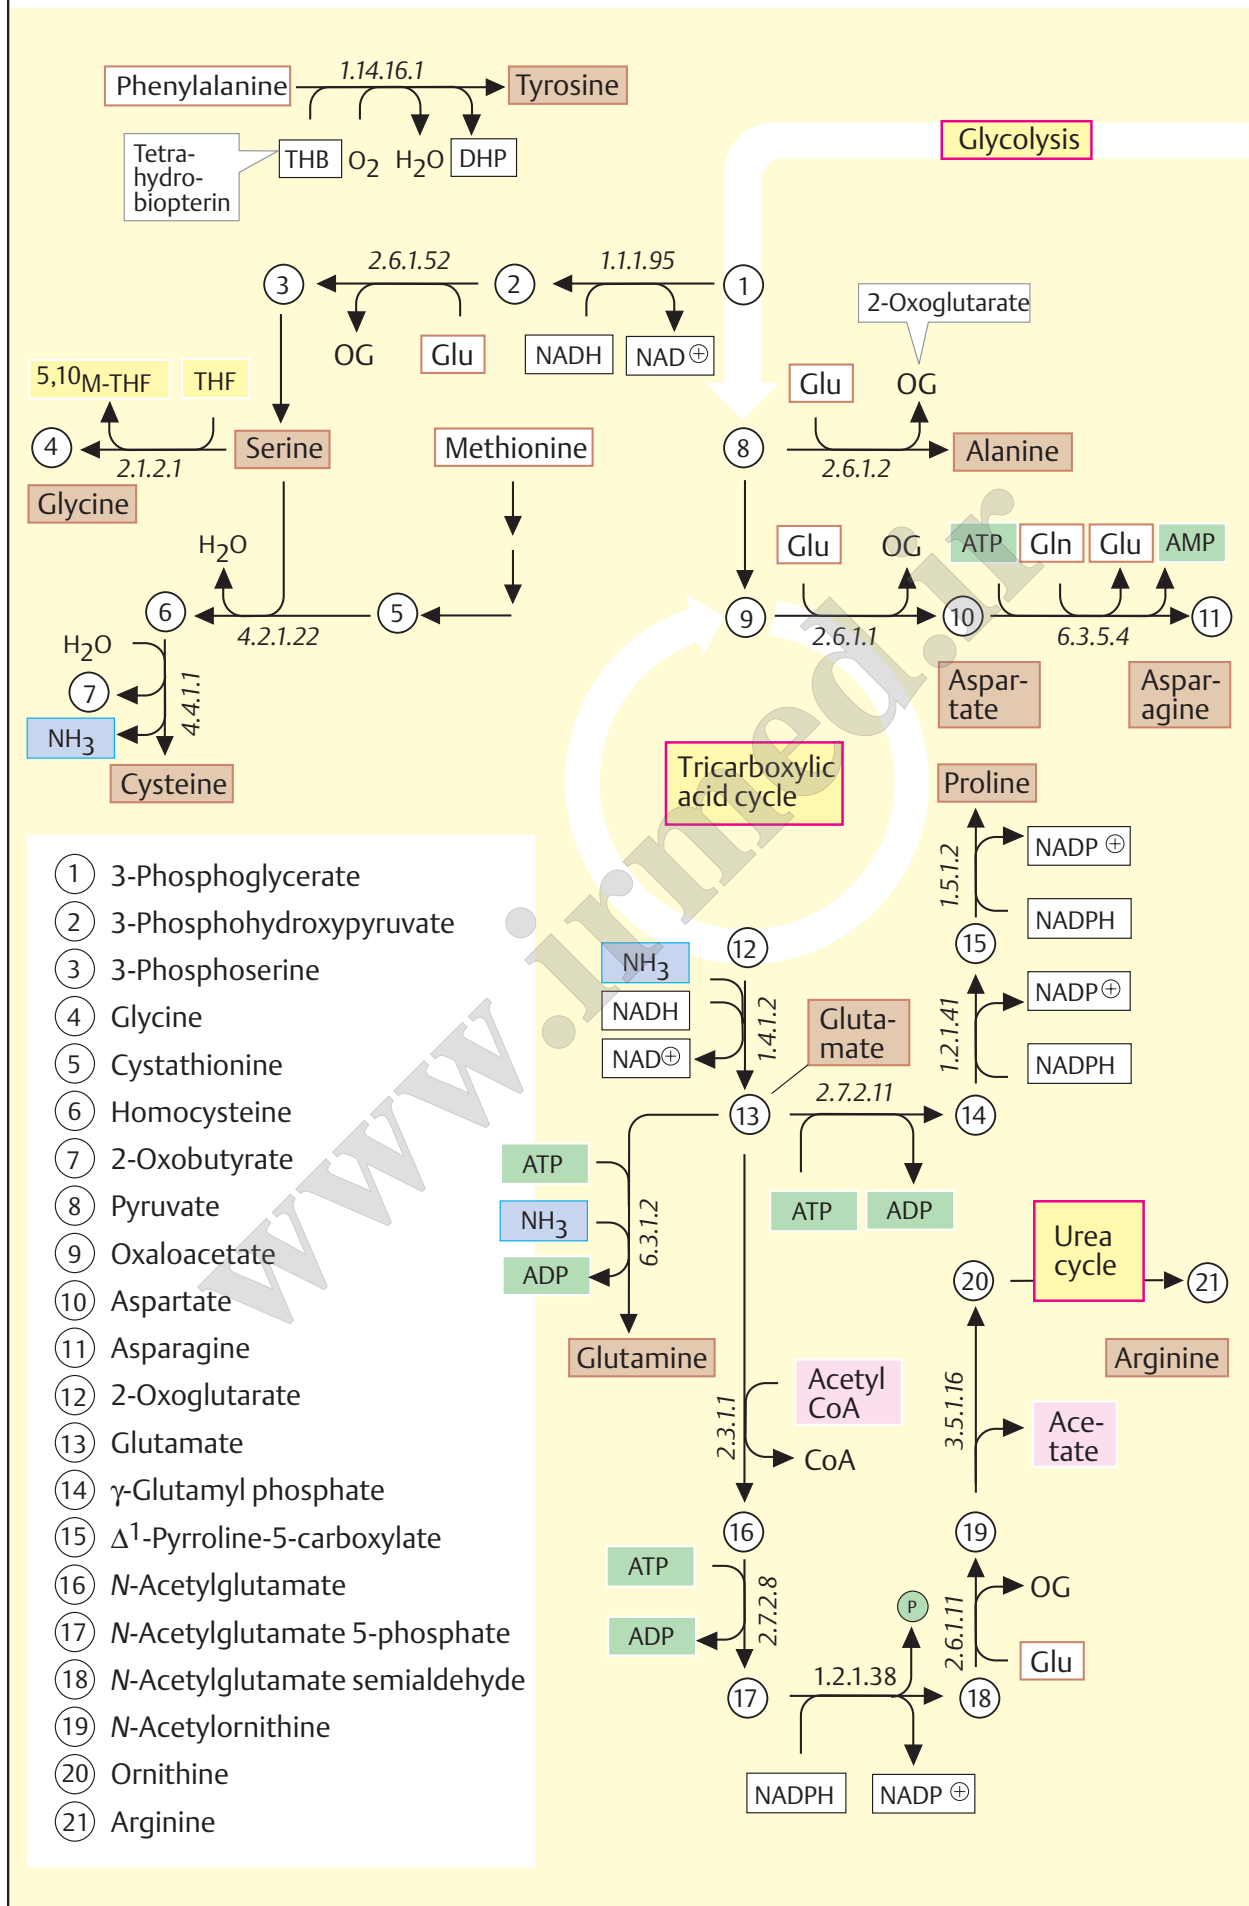 1.14.16.1
Phenylalanine
Tyrosine
Tetra-
hydro-
biopterin
THB
O2
H2O
DHP
Glycolysis
3
2.6.1.52
2
1.1.1.95
1
OG
Glu
NADH
NAD⊕
2-Oxoglutarate
5,10M-THF
THF
Glu
OG
4
2.1.2.1
Serine
Glycine
Methionine
8
2.6.1.2
Alanine
H2O
6
4.2.1.22
5
Glu
OG
ATP
Gln
Glu
AMP
9
2.6.1.1
10
6.3.5.4
11
Aspar-
tate
Aspar-
agine
H2O
7
NH3
4.4.1.1
Cysteine
Tricarboxylic
acid cycle
Proline
1.5.1.2
NADP⊕
NADPH
15
1.2.1.41
NADP⊕
NADPH
12
NH3
NADH
NAD⊕
1.4.1.2
Gluta-
mate
13
2.7.2.11
14
ATP
ADP
ATP
NH3
ADP
6.3.1.2
Glutamine
20
Urea
cycle
21
Arginine
2.3.1.1
Acetyl
CoA
CoA
3.5.1.16
Ace-
tate
16
19
ATP
ADP
2.7.2.8
P
2.6.1.11
OG
Glu
17
1.2.1.38
18
NADPH
NADP⊕
1 3-Phosphoglycerate
2 3-Phosphohydroxypyruvate
3 3-Phosphoserine
4 Glycine
5 Cystathionine
6 Homocysteine
7 2-Oxobutyrate
8 Pyruvate
9 Oxaloacetate
10 Aspartate
11 Asparagine
12 2-Oxoglutarate
13 Glutamate
14 γ-Glutamyl phosphate
15 Δ1-Pyrroline-5-carboxylate
16 N-Acetylglutamate
17 N-Acetylglutamate 5-phosphate
18 N-Acetylglutamate semialdehyde
19 N-Acetylornithine
20 Ornithine
21 Arginine
www.irmed.ir